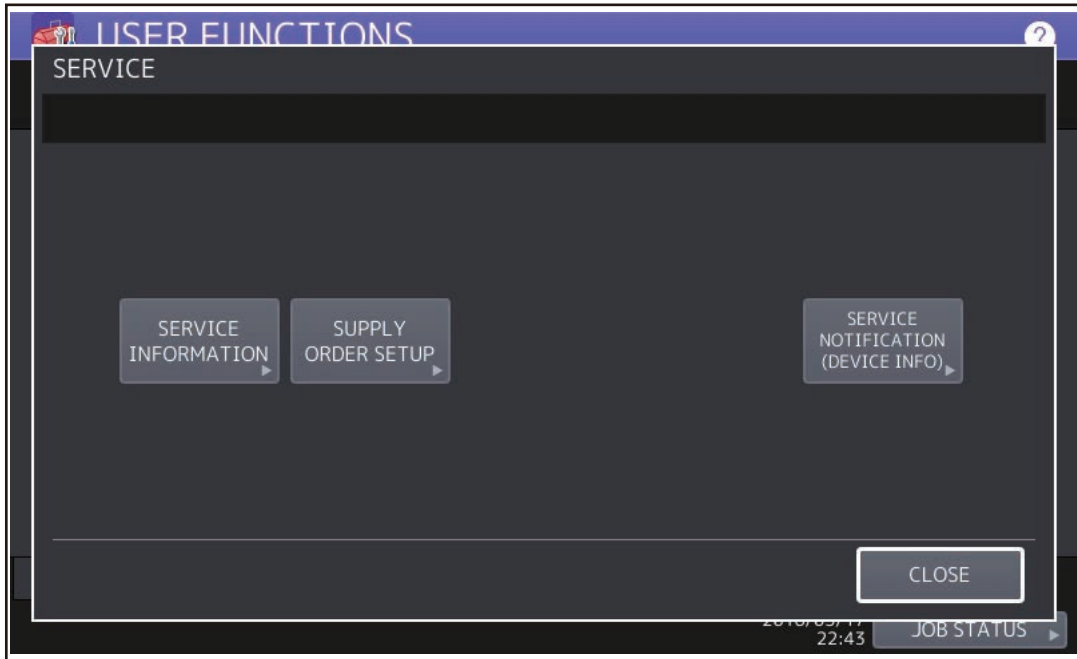 USER FUNCTIONS
?
SERVICE
SERVICE
INFORMATION
SUPPLY
ORDER SETUP
SERVICE
NOTIFICATION
(DEVICE INFO)
CLOSE
22:43
JOB STATUS